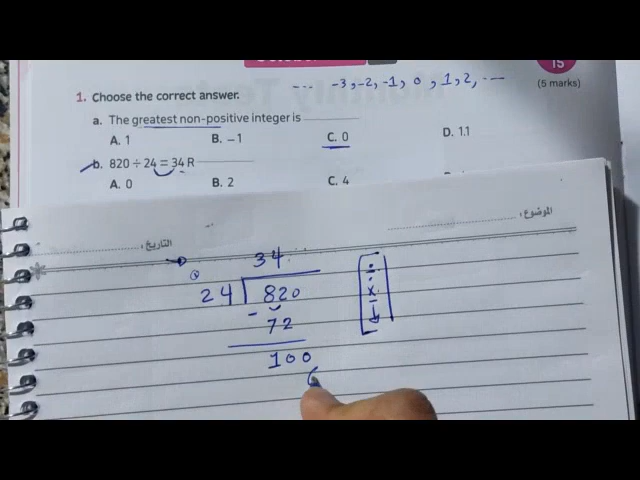 --- -3,-2,-1, 0 , 1, 2, ---
15
(5 marks)
1. Choose the correct answer.
a. The greatest non-positive integer is
A. 1 B. -1 C. 0 D. 1.1
b. 820 ÷ 24 = 34 R
A. 0 B. 2 C. 4
الموضوع :
التاريخ :
34
24 820
- 72
100
÷
×
-
↓